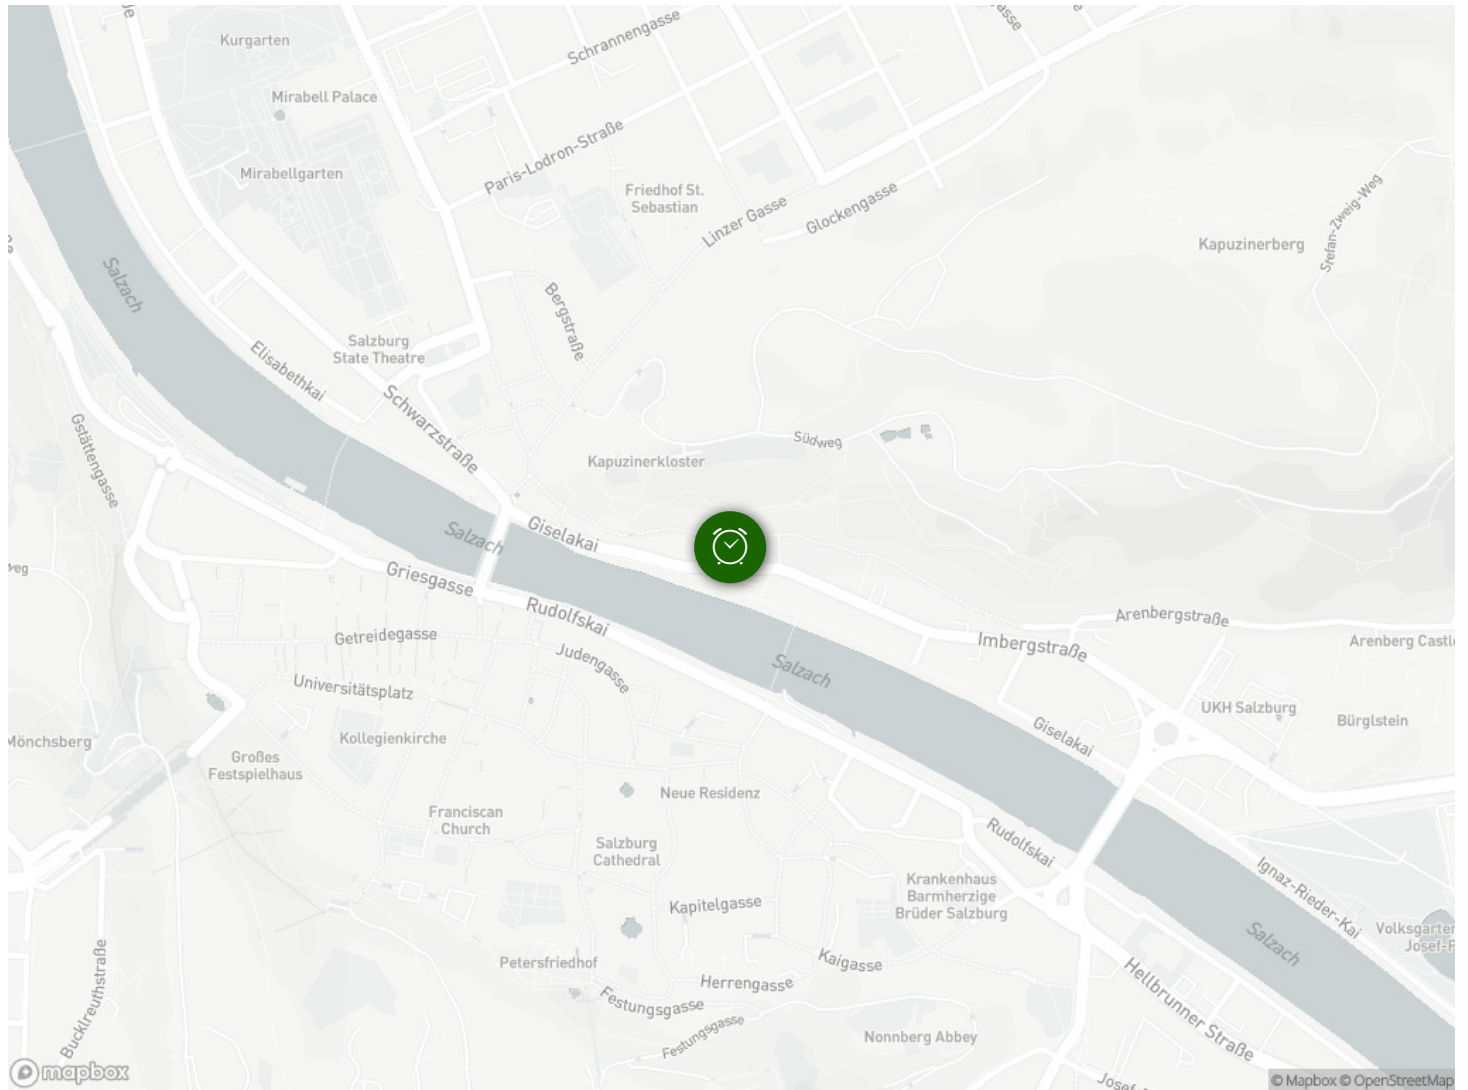 Kurgarten
Schrannengasse
Mirabell Palace
Paris-Lodron-Straße
Mirabellgarten
Friedhof St.
Sebastian
Linzer Gasse
Glockengasse
Stefan-Zweig-Weg
Kapuzinerberg
Salzach
Bergstraße
Salzburg
State Theatre
Elisabethkai
Schwarzstraße
Gstättengasse
Südweg
Kapuzinerkloster
Salzach
Giselakai
Griesgasse
Rudolfskai
Getreidegasse
Judengasse
Arenbergstraße
Imbergstraße
Arenberg Castl
Salzach
Universitätsplatz
UKH Salzburg
Bürglstein
Giselakai
Kollegienkirche
Mönchsberg
Großes
Festspielhaus
Neue Residenz
Franciscan
Church
Salzburg
Cathedral
Rudolfskai
Krankenhaus
Barmherzige
Brüder Salzburg
Ignaz-Rieder-Kai
Kapitelgasse
Volksgarten
Josef-P
Salzach
Kaigasse
Petersfriedhof
Herrengasse
Festungsgasse
Bucklreuthstraße
Hellbrunner Straße
Festungsgasse
Nonnberg Abbey
Josef-
mapbox
© Mapbox © OpenStreetMap